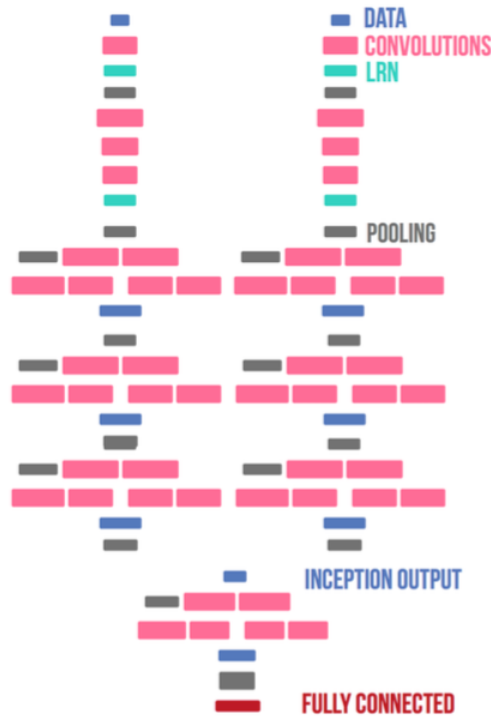 DATA
CONVOLUTIONS
LRN
POOLING
INCEPTION OUTPUT
FULLY CONNECTED